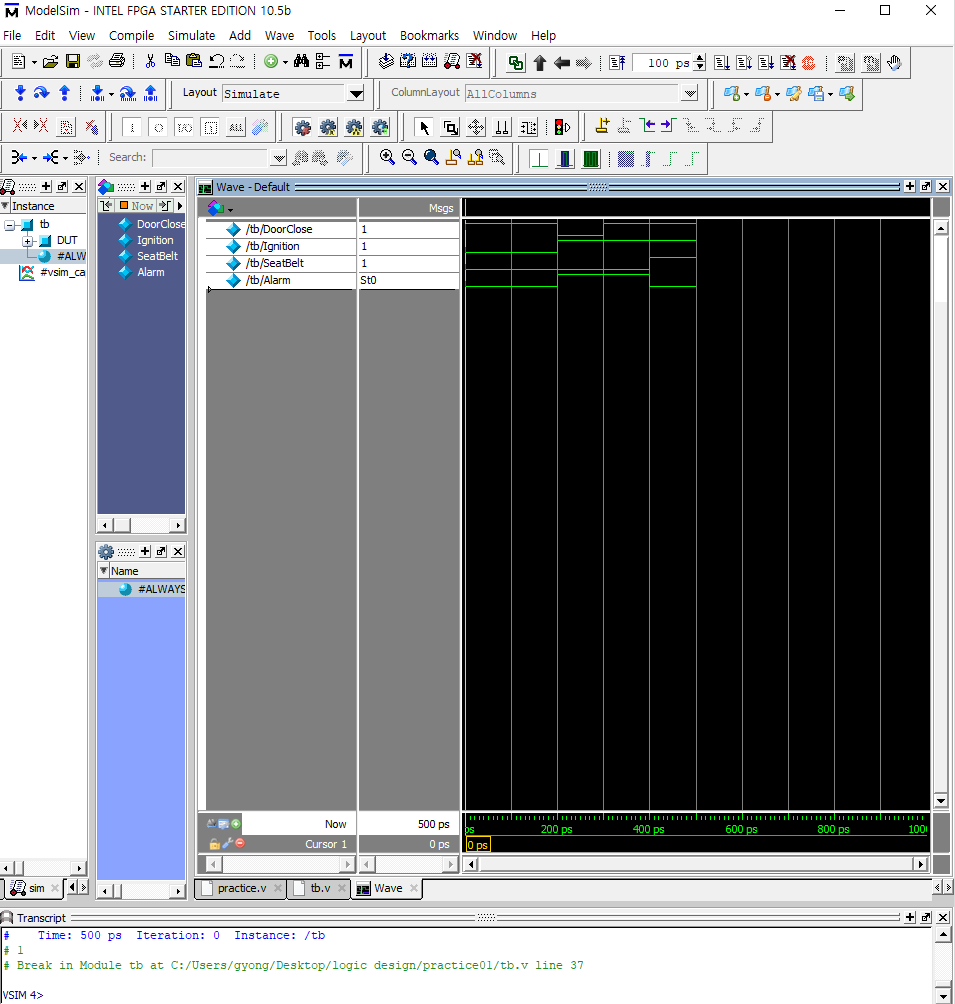 ModelSim - INTEL FPGA STARTER EDITION 10.5b
File Edit View Compile Simulate Add Wave Tools Layout Bookmarks Window Help
100 ps
Layout Simulate ColumnLayout AllColumns
Search:
Wave - Default
Instance Now Msgs
tb
DUT
#ALW
#vsim_ca
DoorClose
Ignition
SeatBelt
Alarm
/tb/DoorClose 1
/tb/Ignition 1
/tb/SeatBelt 1
/tb/Alarm St0
Name
#ALWAYS
Now 500 ps
ps 200 ps 400 ps 600 ps 800 ps 1000
Cursor 1 0 ps 0 ps
sim practice.v tb.v Wave
Transcript
# Time: 500 ps Iteration: 0 Instance: /tb
# 1
# Break in Module tb at C:/Users/gyong/Desktop/logic design/practice01/tb.v line 37
VSIM 4>